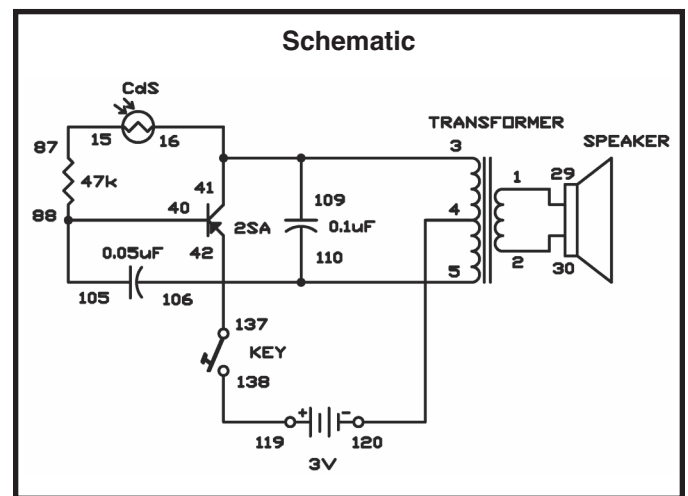 Schematic
CdS
TRANSFORMER
SPEAKER
87
15
16
3
1
29
47k
41
109
88
40
2SA
0.1uF
4
42
110
0.05uF
5
2
30
105
106
137
KEY
138
+
-
119
120
3V